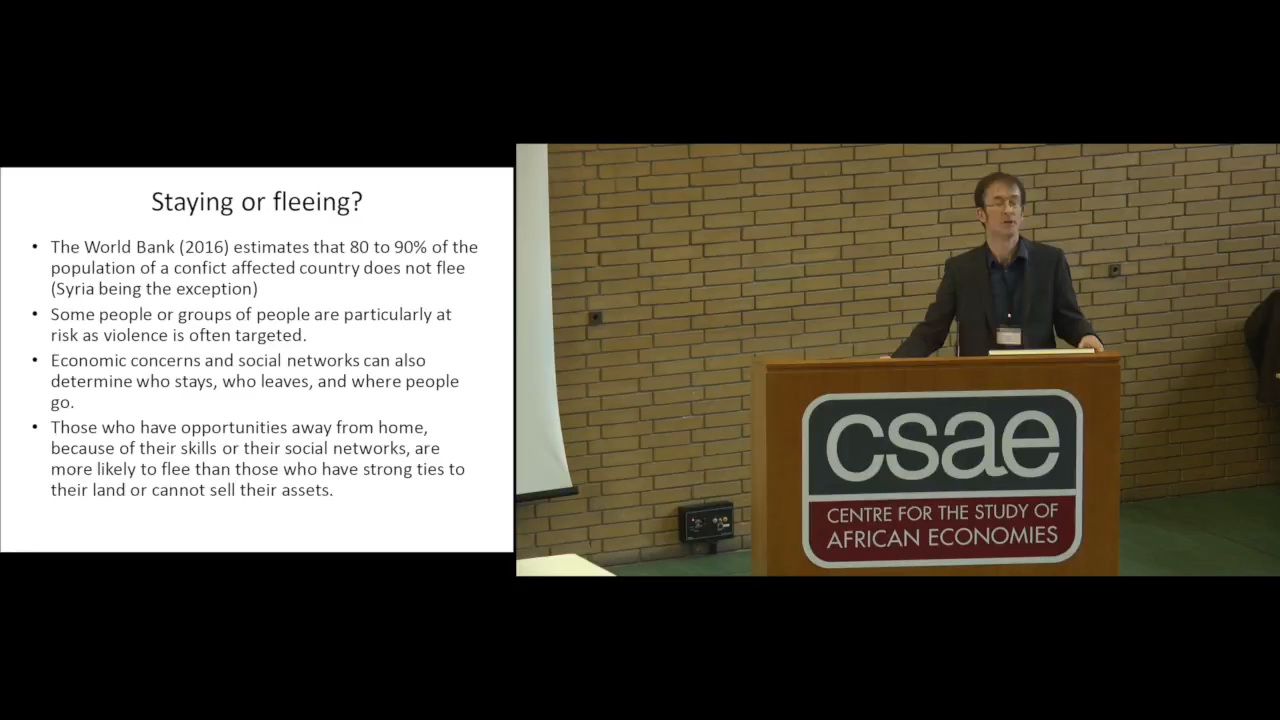 Staying or fleeing?
• The World Bank (2016) estimates that 80 to 90% of the
population of a confict affected country does not flee
(Syria being the exception)
• Some people or groups of people are particularly at
risk as violence is often targeted.
• Economic concerns and social networks can also
determine who stays, who leaves, and where people
go.
• Those who have opportunities away from home,
because of their skills or their social networks, are
more likely to flee than those who have strong ties to
their land or cannot sell their assets.
csae
CENTRE FOR THE STUDY OF
AFRICAN ECONOMIES